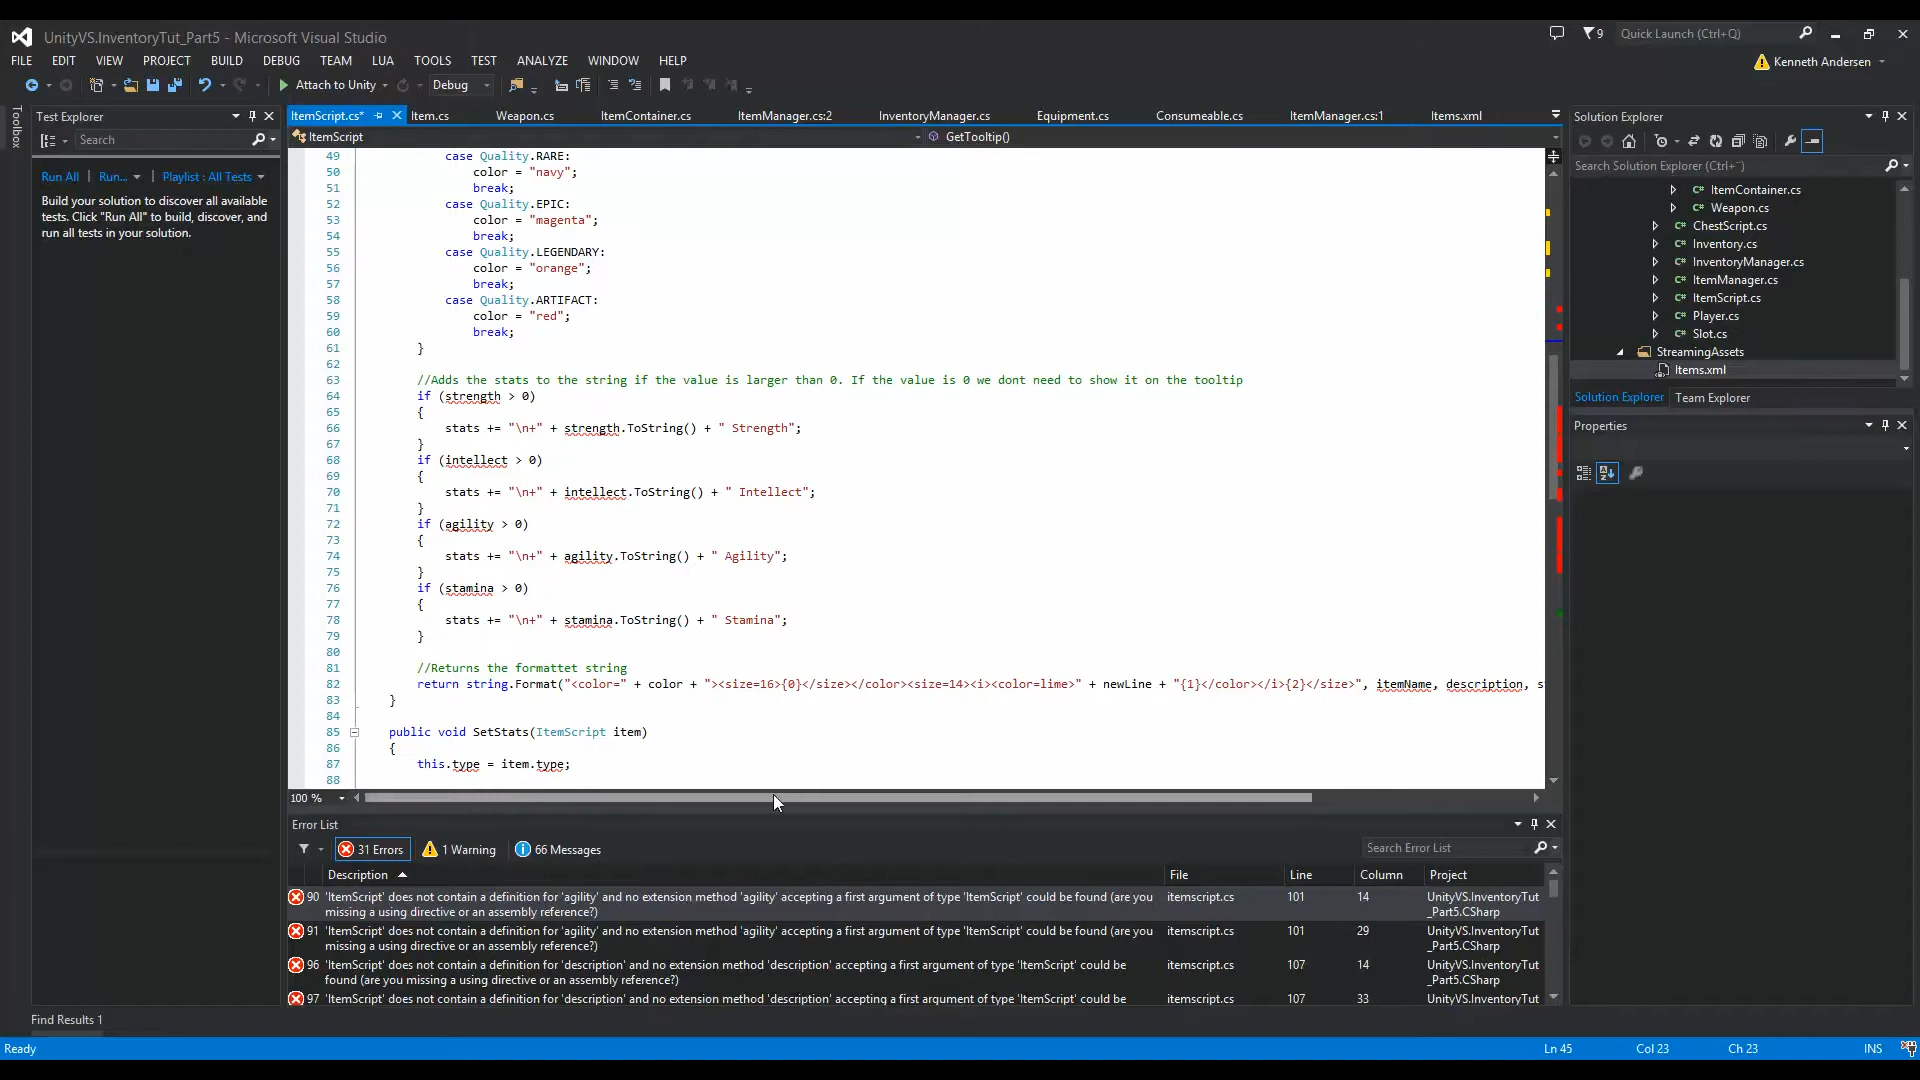 UnityVS.InventoryTut_Part5 - Microsoft Visual Studio
9
Quick Launch (Ctrl+Q)
FILE EDIT VIEW PROJECT BUILD DEBUG TEAM LUA TOOLS TEST ANALYZE WINDOW HELP
Kenneth Andersen
Attach to Unity Debug
Toolbox
Test Explorer
Search
Run All Run... Playlist : All Tests
Build your solution to discover all available
tests. Click "Run All" to build, discover, and
run all tests in your solution.
ItemScript.cs* Item.cs Weapon.cs ItemContainer.cs ItemManager.cs:2 InventoryManager.cs Equipment.cs Consumeable.cs ItemManager.cs:1 Items.xml
ItemScript GetTooltip()
49 case Quality.RARE:
50 color = "navy";
51 break;
52 case Quality.EPIC:
53 color = "magenta";
54 break;
55 case Quality.LEGENDARY:
56 color = "orange";
57 break;
58 case Quality.ARTIFACT:
59 color = "red";
60 break;
61 }
62
63 //Adds the stats to the string if the value is larger than 0. If the value is 0 we dont need to show it on the tooltip
64 if (strength > 0)
65 {
66 stats += "\n+" + strength.ToString() + " Strength";
67 }
68 if (intellect > 0)
69 {
70 stats += "\n+" + intellect.ToString() + " Intellect";
71 }
72 if (agility > 0)
73 {
74 stats += "\n+" + agility.ToString() + " Agility";
75 }
76 if (stamina > 0)
77 {
78 stats += "\n+" + stamina.ToString() + " Stamina";
79 }
80
81 //Returns the formattet string
82 return string.Format("<color=" + color + "><size=16>{0}</size></color><size=14><i><color=lime>" + newLine + "{1}</color></i>{2}</size>", itemName, description, s
83 }
84
85 public void SetStats(ItemScript item)
86 {
87 this.type = item.type;
88
100 %
Solution Explorer
Search Solution Explorer (Ctrl+¨)
C# ItemContainer.cs
C# Weapon.cs
C# ChestScript.cs
C# Inventory.cs
C# InventoryManager.cs
C# ItemManager.cs
C# ItemScript.cs
C# Player.cs
C# Slot.cs
StreamingAssets
Items.xml
Solution Explorer Team Explorer
Properties
Error List
31 Errors 1 Warning 66 Messages
Search Error List
Description File Line Column Project
90 'ItemScript' does not contain a definition for 'agility' and no extension method 'agility' accepting a first argument of type 'ItemScript' could be found (are you itemscript.cs 101 14 UnityVS.InventoryTut
missing a using directive or an assembly reference?) _Part5.CSharp
91 'ItemScript' does not contain a definition for 'agility' and no extension method 'agility' accepting a first argument of type 'ItemScript' could be found (are you itemscript.cs 101 29 UnityVS.InventoryTut
missing a using directive or an assembly reference?) _Part5.CSharp
96 'ItemScript' does not contain a definition for 'description' and no extension method 'description' accepting a first argument of type 'ItemScript' could be itemscript.cs 107 14 UnityVS.InventoryTut
found (are you missing a using directive or an assembly reference?) _Part5.CSharp
97 'ItemScript' does not contain a definition for 'description' and no extension method 'description' accepting a first argument of type 'ItemScript' could be itemscript.cs 107 33 UnityVS.InventoryTut
Find Results 1
Ready Ln 45 Col 23 Ch 23 INS